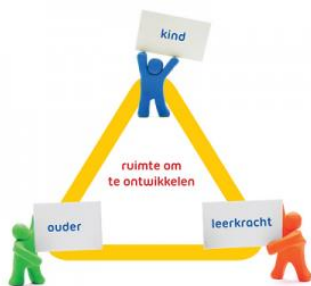 kind
ruimte om
te ontwikkelen
ouder
leerkracht